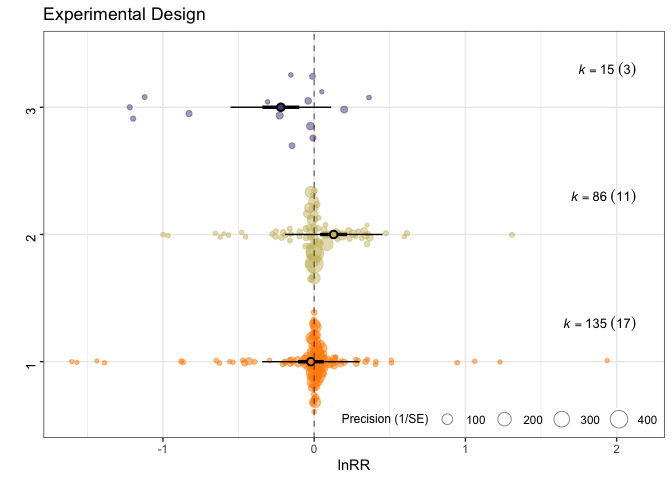 Experimental Design
k = 15 (3)
3
k = 86 (11)
2
k = 135 (17)
1
Precision (1/SE) 100 200 300 400
-1 0 1 2
lnRR